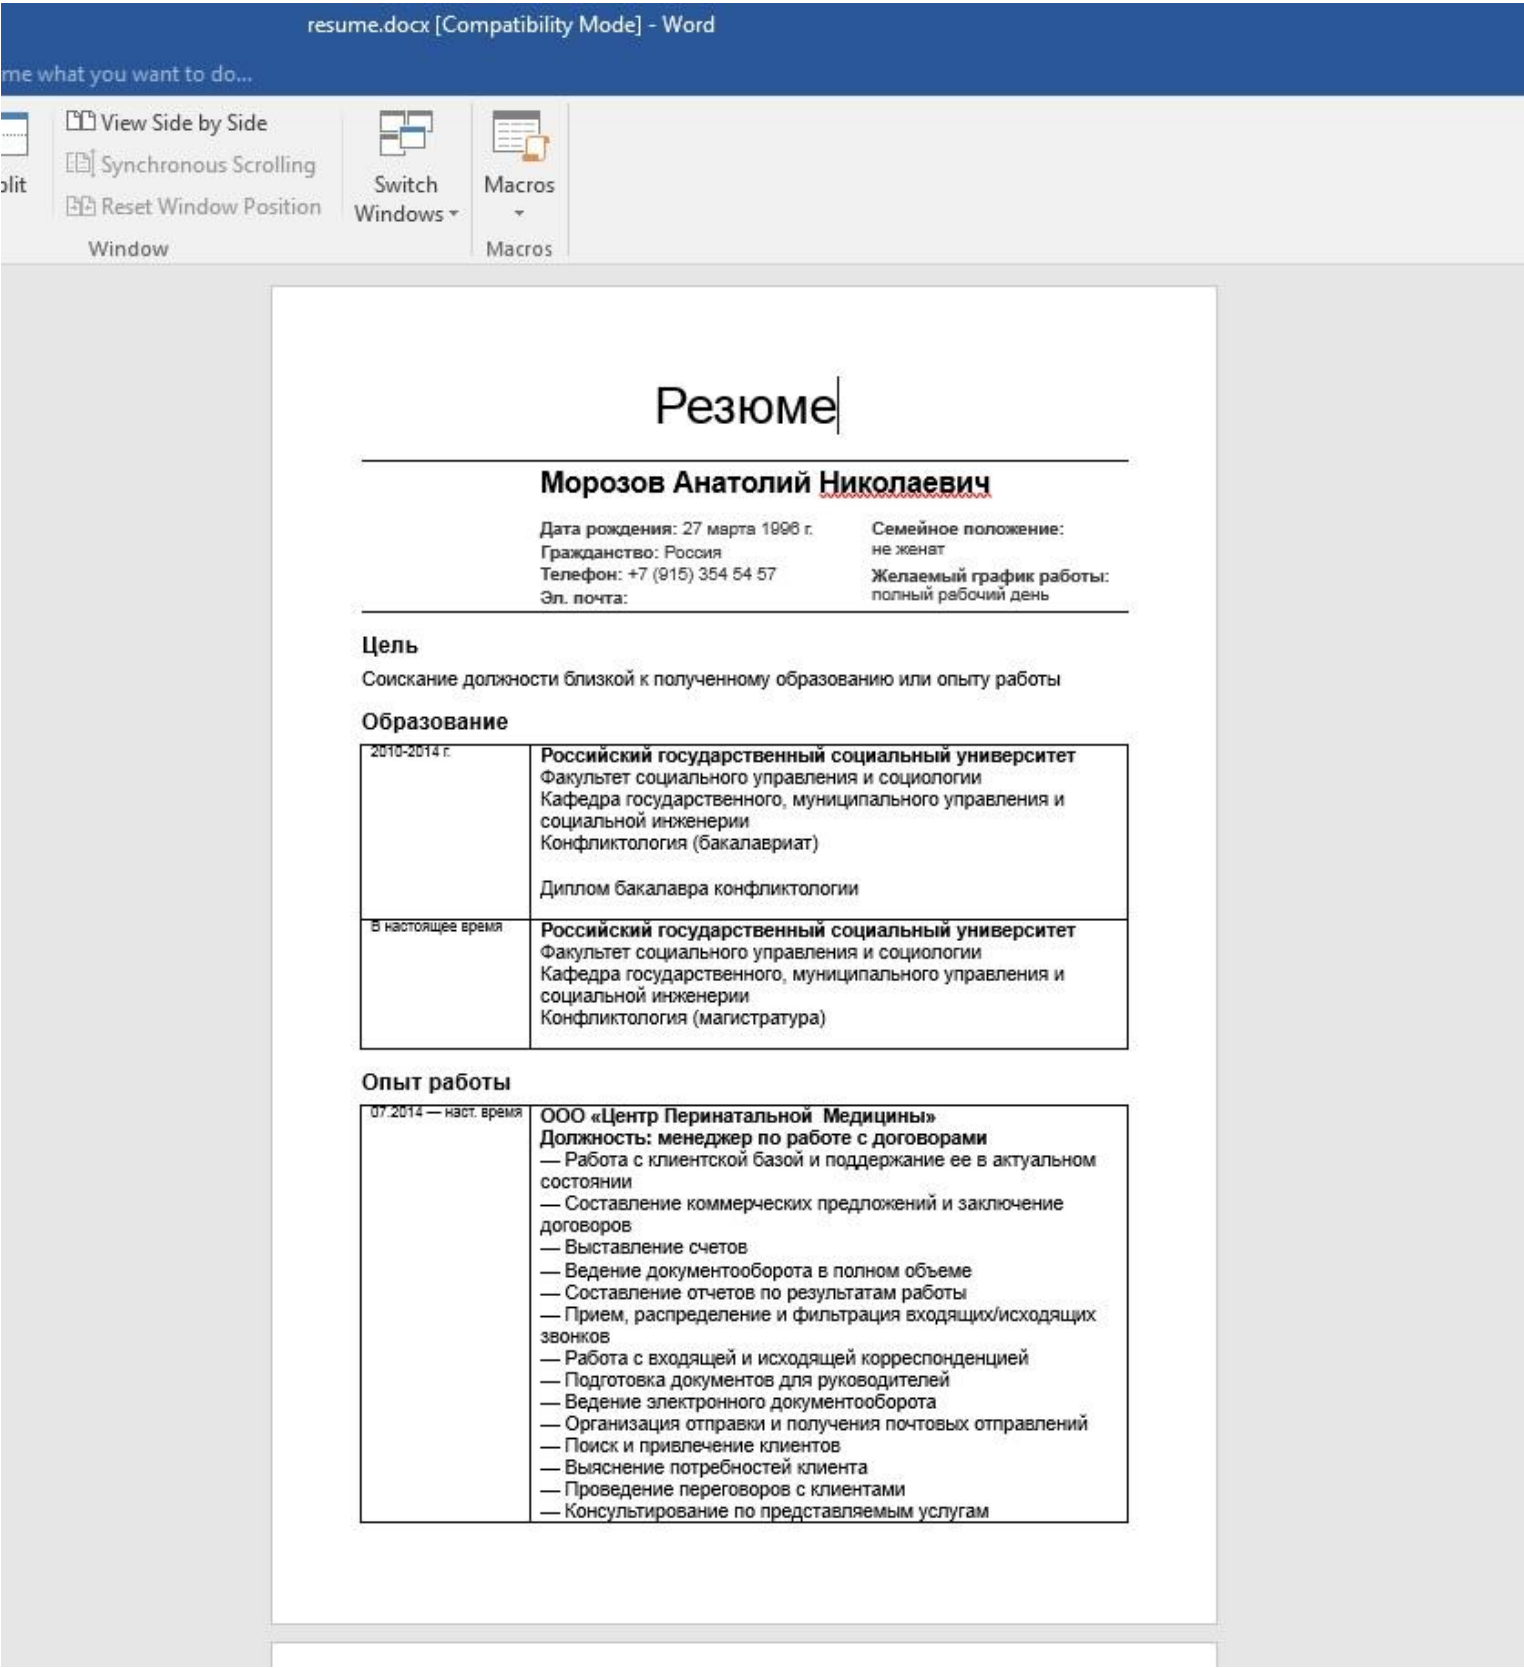 resume.docx [Compatibility Mode] - Word
me what you want to do...
View Side by Side
Synchronous Scrolling
plit
Reset Window Position
Switch
Windows
Macros
Window
Macros
Резюме
Морозов Анатолий Николаевич
Дата рождения: 27 марта 1996 г.
Гражданство: Россия
Телефон: +7 (915) 354 54 57
Эл. почта:
Семейное положение:
не женат
Желаемый график работы:
полный рабочий день
Цель
Соискание должности близкой к полученному образованию или опыту работы
Образование
2010-2014 г.
Российский государственный социальный университет
Факультет социального управления и социологии
Кафедра государственного, муниципального управления и
социальной инженерии
Конфликтология (бакалавриат)
Диплом бакалавра конфликтологии
В настоящее время
Российский государственный социальный университет
Факультет социального управления и социологии
Кафедра государственного, муниципального управления и
социальной инженерии
Конфликтология (магистратура)
Опыт работы
07.2014 — наст. время
ООО «Центр Перинатальной Медицины»
Должность: менеджер по работе с договорами
— Работа с клиентской базой и поддержание ее в актуальном
состоянии
— Составление коммерческих предложений и заключение
договоров
— Выставление счетов
— Ведение документооборота в полном объеме
— Составление отчетов по результатам работы
— Прием, распределение и фильтрация входящих/исходящих
звонков
— Работа с входящей и исходящей корреспонденцией
— Подготовка документов для руководителей
— Ведение электронного документооборота
— Организация отправки и получения почтовых отправлений
— Поиск и привлечение клиентов
— Выяснение потребностей клиента
— Проведение переговоров с клиентами
— Консультирование по представляемым услугам